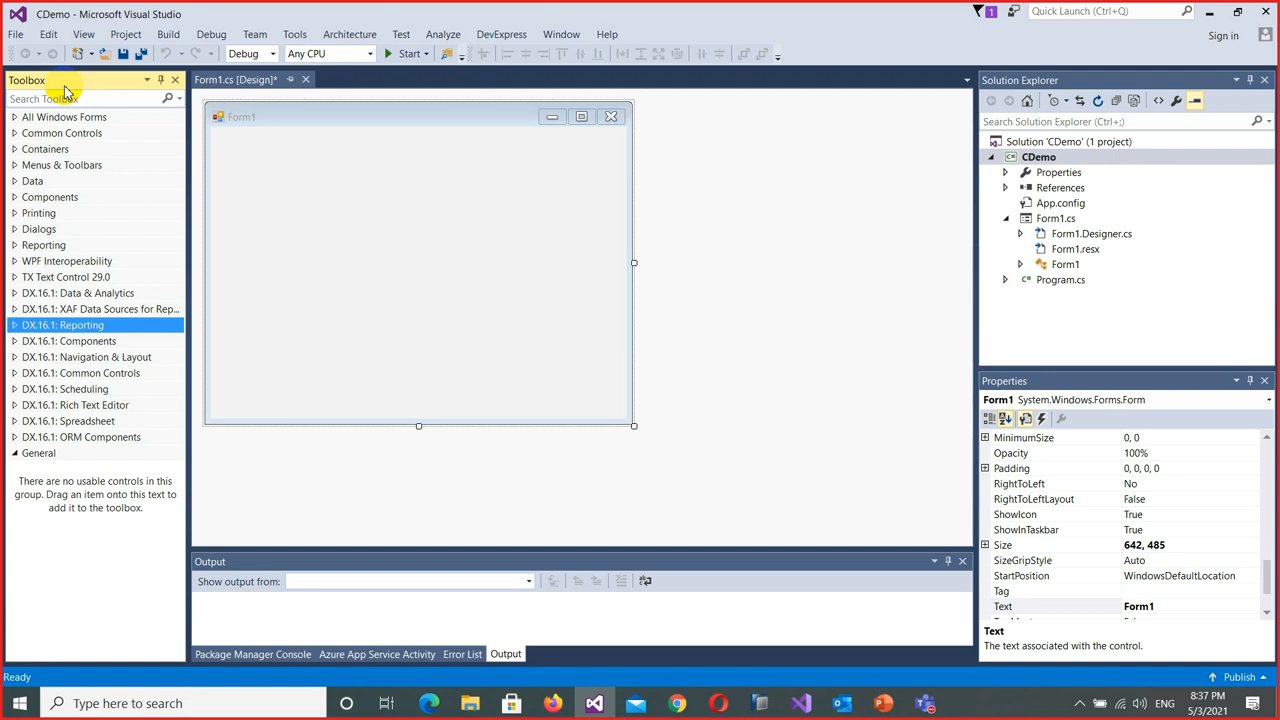 CDemo - Microsoft Visual Studio
1
Quick Launch (Ctrl+Q)
File Edit View Project Build Debug Team Tools Architecture Test Analyze DevExpress Window Help
Sign in
Debug Any CPU Start
Toolbox
Search Toolbox
All Windows Forms
Common Controls
Containers
Menus & Toolbars
Data
Components
Printing
Dialogs
Reporting
WPF Interoperability
TX Text Control 29.0
DX.16.1: Data & Analytics
DX.16.1: XAF Data Sources for Rep...
DX.16.1: Reporting
DX.16.1: Components
DX.16.1: Navigation & Layout
DX.16.1: Common Controls
DX.16.1: Scheduling
DX.16.1: Rich Text Editor
DX.16.1: Spreadsheet
DX.16.1: ORM Components
General
There are no usable controls in this
group. Drag an item onto this text to
add it to the toolbox.
Form1.cs [Design]*
Form1
Output
Show output from:
Package Manager Console Azure App Service Activity Error List Output
Solution Explorer
Search Solution Explorer (Ctrl+;)
Solution 'CDemo' (1 project)
CDemo
Properties
References
App.config
Form1.cs
Form1.Designer.cs
Form1.resx
Form1
Program.cs
Properties
Form1 System.Windows.Forms.Form
MinimumSize 0, 0
Opacity 100%
Padding 0, 0, 0, 0
RightToLeft No
RightToLeftLayout False
ShowIcon True
ShowInTaskbar True
Size 642, 485
SizeGripStyle Auto
StartPosition WindowsDefaultLocation
Tag
Text Form1
Text
The text associated with the control.
Ready
Publish
Type here to search
ENG
8:37 PM
5/3/2021